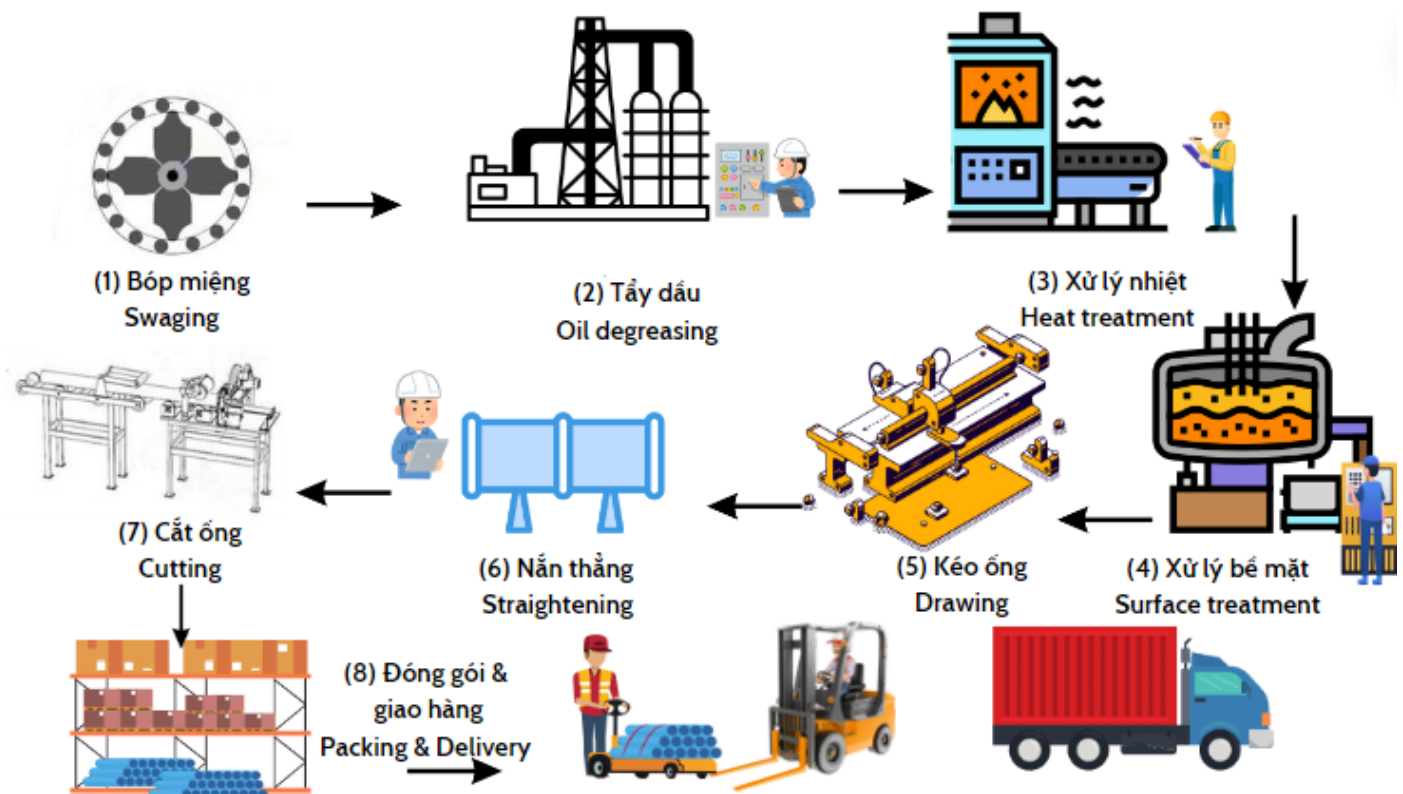 (1) Bóp miệng
Swaging
(2) Tẩy dầu
Oil degreasing
(3) Xử lý nhiệt
Heat treatment
(4) Xử lý bề mặt
Surface treatment
(5) Kéo ống
Drawing
(6) Nắn thẳng
Straightening
(7) Cắt ống
Cutting
(8) Đóng gói &
giao hàng
Packing & Delivery